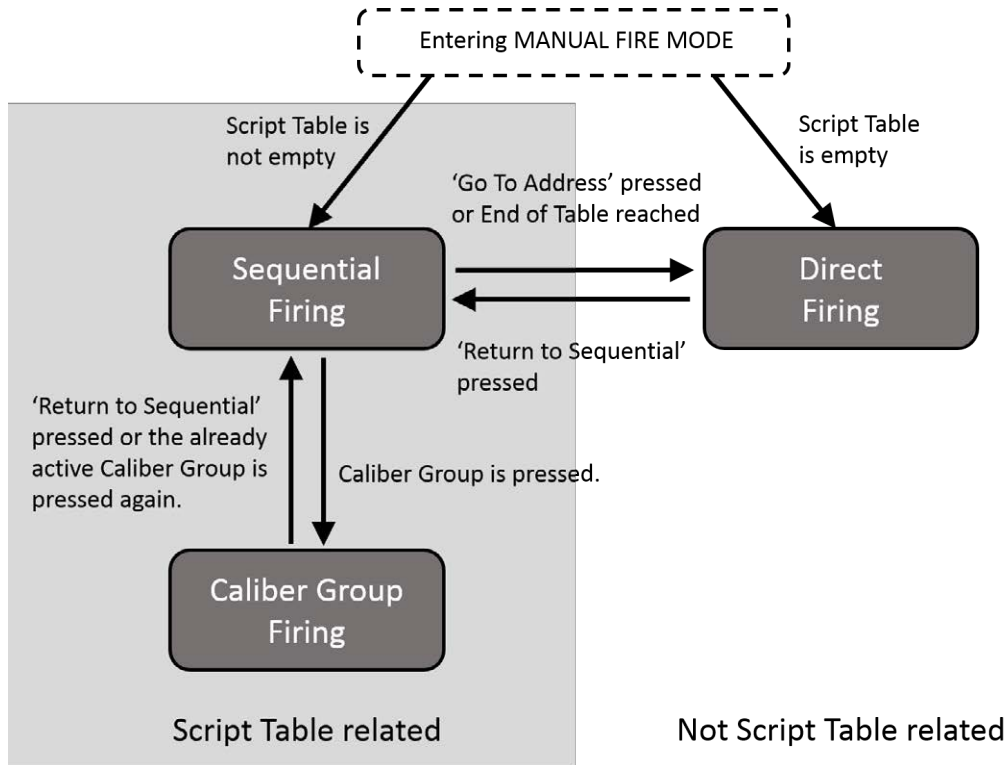 Entering MANUAL FIRE MODE
Script Table is
not empty
Script Table
is empty
‘Go To Address’ pressed
or End of Table reached
Sequential
Firing
Direct
Firing
‘Return to Sequential’
pressed
‘Return to Sequential’
pressed or the already
active Caliber Group is
pressed again.
Caliber Group is pressed.
Caliber Group
Firing
Script Table related
Not Script Table related